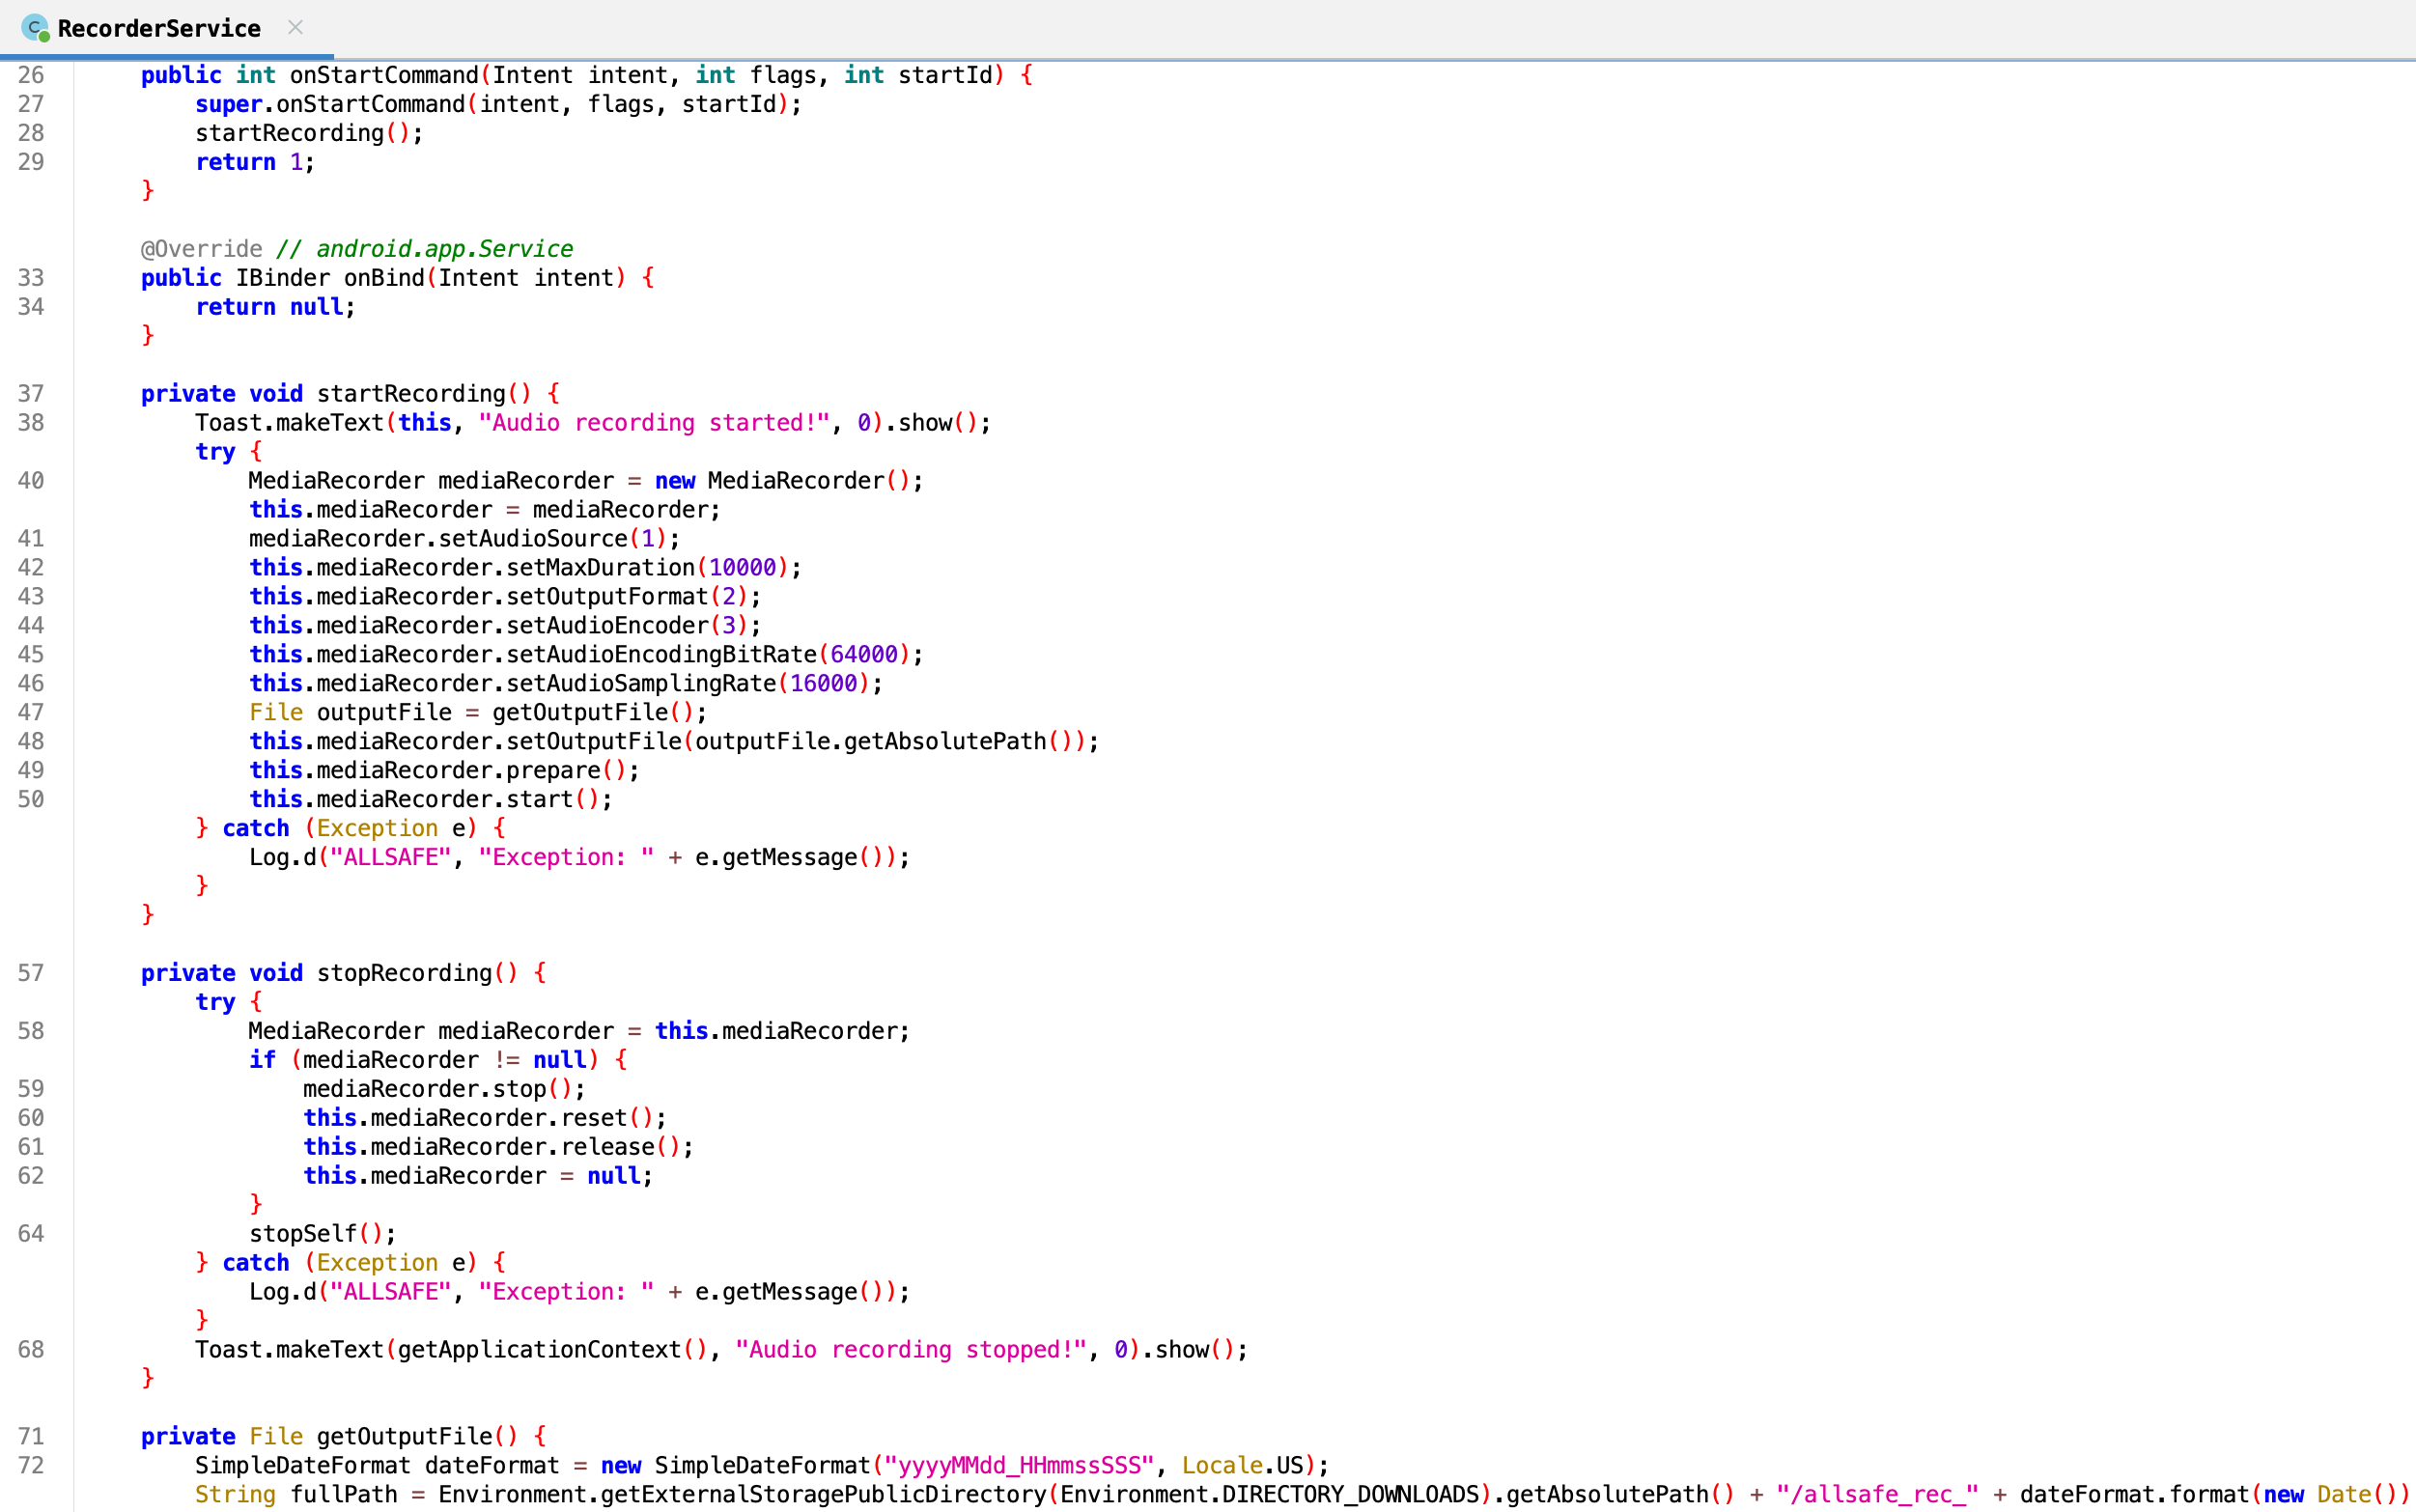 RecorderService
26 public int onStartCommand(Intent intent, int flags, int startId) {
27 super.onStartCommand(intent, flags, startId);
28 startRecording();
29 return 1;
}
@Override // android.app.Service
33 public IBinder onBind(Intent intent) {
34 return null;
}
37 private void startRecording() {
38 Toast.makeText(this, "Audio recording started!", 0).show();
try {
40 MediaRecorder mediaRecorder = new MediaRecorder();
this.mediaRecorder = mediaRecorder;
41 mediaRecorder.setAudioSource(1);
42 this.mediaRecorder.setMaxDuration(10000);
43 this.mediaRecorder.setOutputFormat(2);
44 this.mediaRecorder.setAudioEncoder(3);
45 this.mediaRecorder.setAudioEncodingBitRate(64000);
46 this.mediaRecorder.setAudioSamplingRate(16000);
47 File outputFile = getOutputFile();
48 this.mediaRecorder.setOutputFile(outputFile.getAbsolutePath());
49 this.mediaRecorder.prepare();
50 this.mediaRecorder.start();
} catch (Exception e) {
Log.d("ALLSAFE", "Exception: " + e.getMessage());
}
}
57 private void stopRecording() {
try {
58 MediaRecorder mediaRecorder = this.mediaRecorder;
if (mediaRecorder != null) {
59 mediaRecorder.stop();
60 this.mediaRecorder.reset();
61 this.mediaRecorder.release();
62 this.mediaRecorder = null;
}
64 stopSelf();
} catch (Exception e) {
Log.d("ALLSAFE", "Exception: " + e.getMessage());
}
68 Toast.makeText(getApplicationContext(), "Audio recording stopped!", 0).show();
}
71 private File getOutputFile() {
72 SimpleDateFormat dateFormat = new SimpleDateFormat("yyyyMMdd_HHmmssSSS", Locale.US);
String fullPath = Environment.getExternalStoragePublicDirectory(Environment.DIRECTORY_DOWNLOADS).getAbsolutePath() + "/allsafe_rec_" + dateFormat.format(new Date())